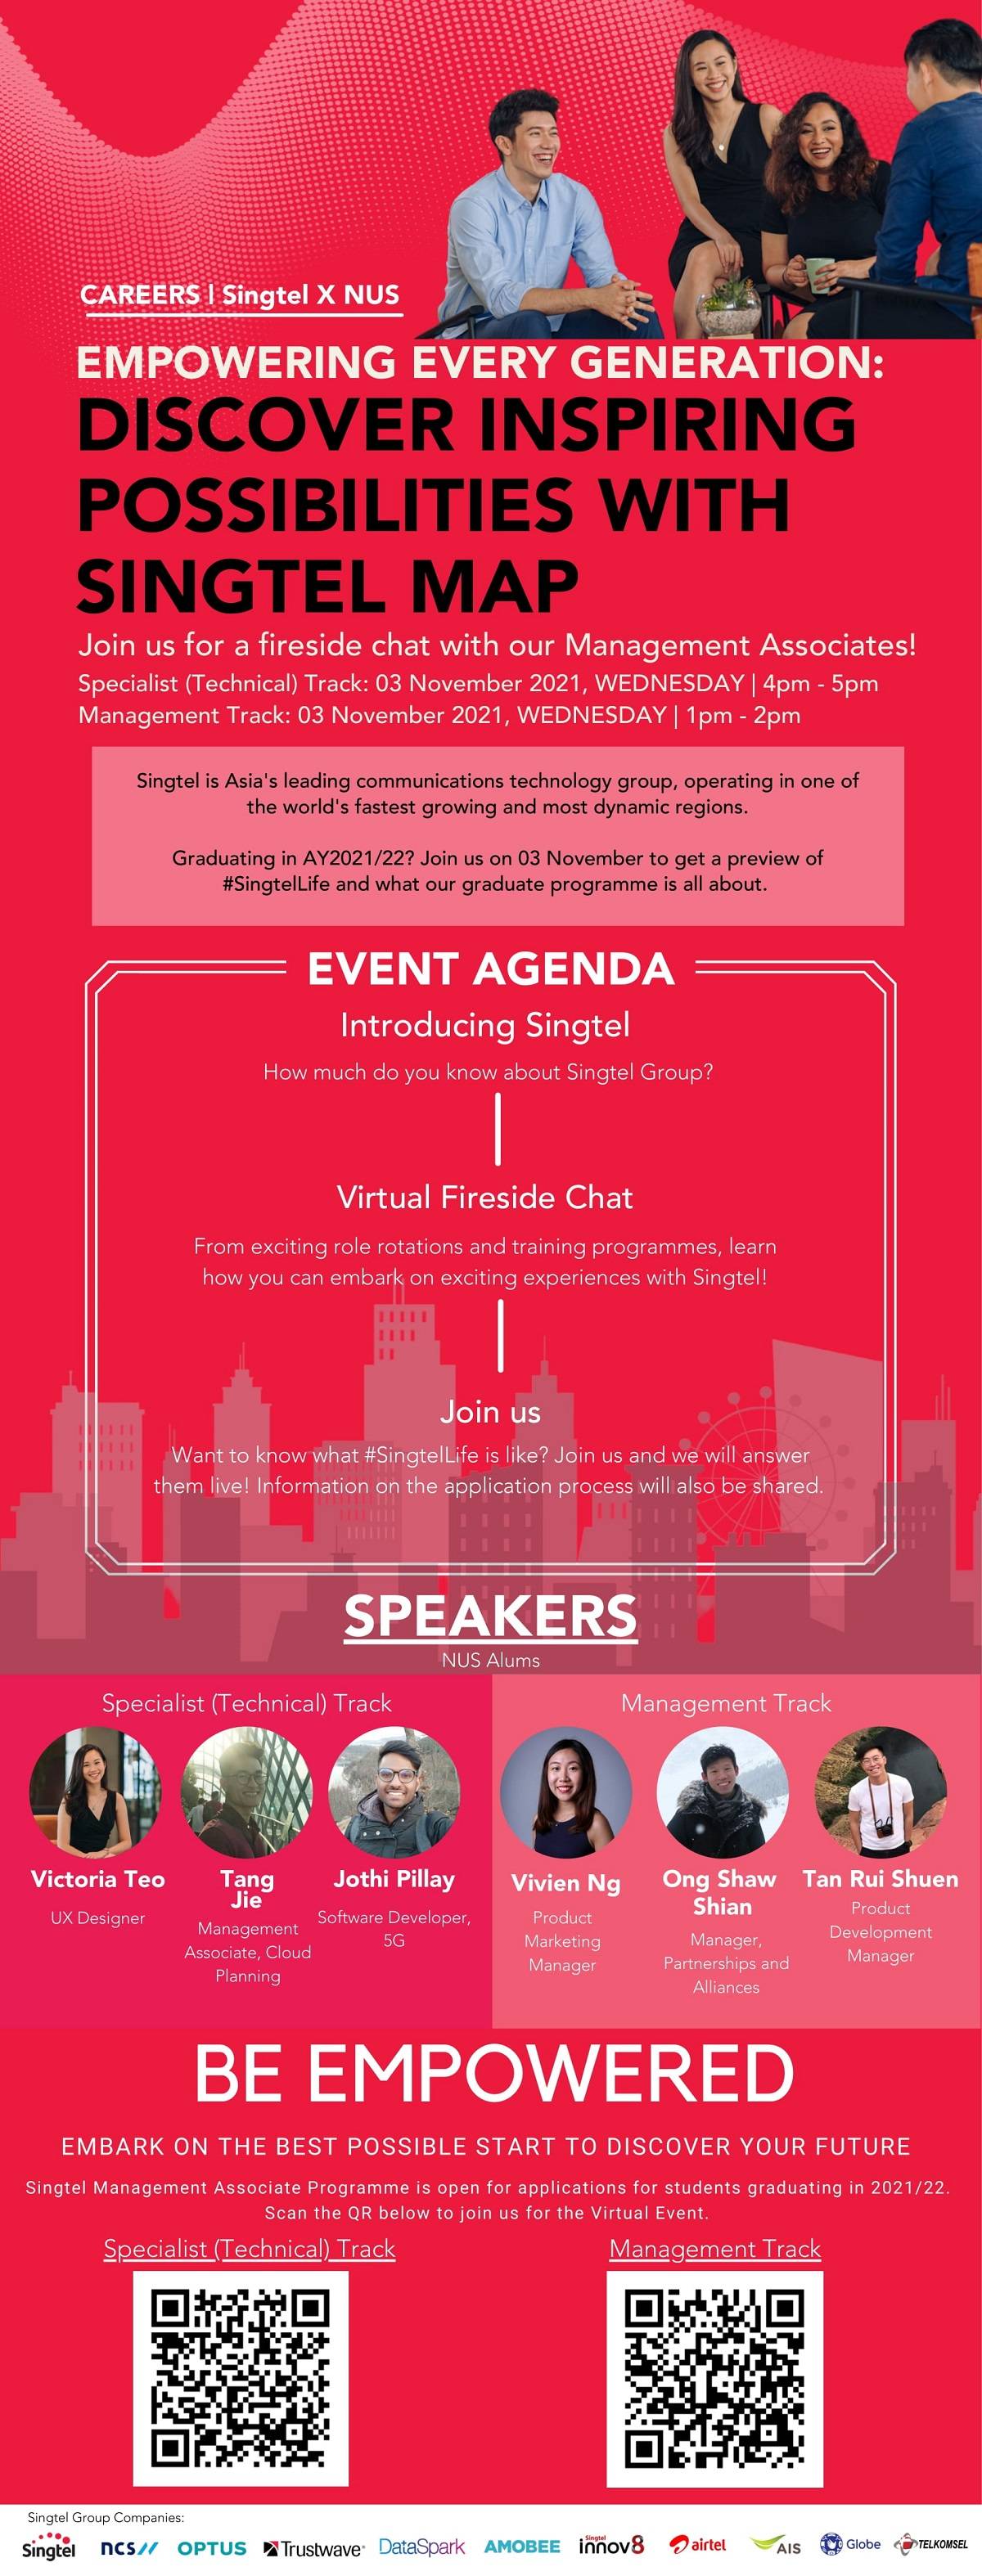 CAREERS | Singtel X NUS
EMPOWERING EVERY GENERATION:
DISCOVER INSPIRING
POSSIBILITIES WITH
SINGTEL MAP
Join us for a fireside chat with our Management Associates!
Specialist (Technical) Track: 03 November 2021, WEDNESDAY | 4pm - 5pm
Management Track: 03 November 2021, WEDNESDAY | 1pm - 2pm
Singtel is Asia's leading communications technology group, operating in one of
the world's fastest growing and most dynamic regions.
Graduating in AY2021/22? Join us on 03 November to get a preview of
#SingtelLife and what our graduate programme is all about.
EVENT AGENDA
Introducing Singtel
How much do you know about Singtel Group?
Virtual Fireside Chat
From exciting role rotations and training programmes, learn
how you can embark on exciting experiences with Singtel!
Join us
Want to know what #SingtelLife is like? Join us and we will answer
them live! Information on the application process will also be shared.
SPEAKERS
NUS Alums
Specialist (Technical) Track
Victoria Teo
UX Designer
Tang
Jie
Management
Associate, Cloud
Planning
Jothi Pillay
Software Developer,
5G
Management Track
Vivien Ng
Product
Marketing
Manager
Ong Shaw
Shian
Manager,
Partnerships and
Alliances
Tan Rui Shuen
Product
Development
Manager
BE EMPOWERED
EMBARK ON THE BEST POSSIBLE START TO DISCOVER YOUR FUTURE
Singtel Management Associate Programme is open for applications for students graduating in 2021/22.
Scan the QR below to join us for the Virtual Event.
Specialist (Technical) Track
Management Track
Singtel Group Companies:
Singtel ncs// OPTUS Trustwave DataSpark AMOBEE Singtel innov8 airtel AIS Globe TELKOMSEL